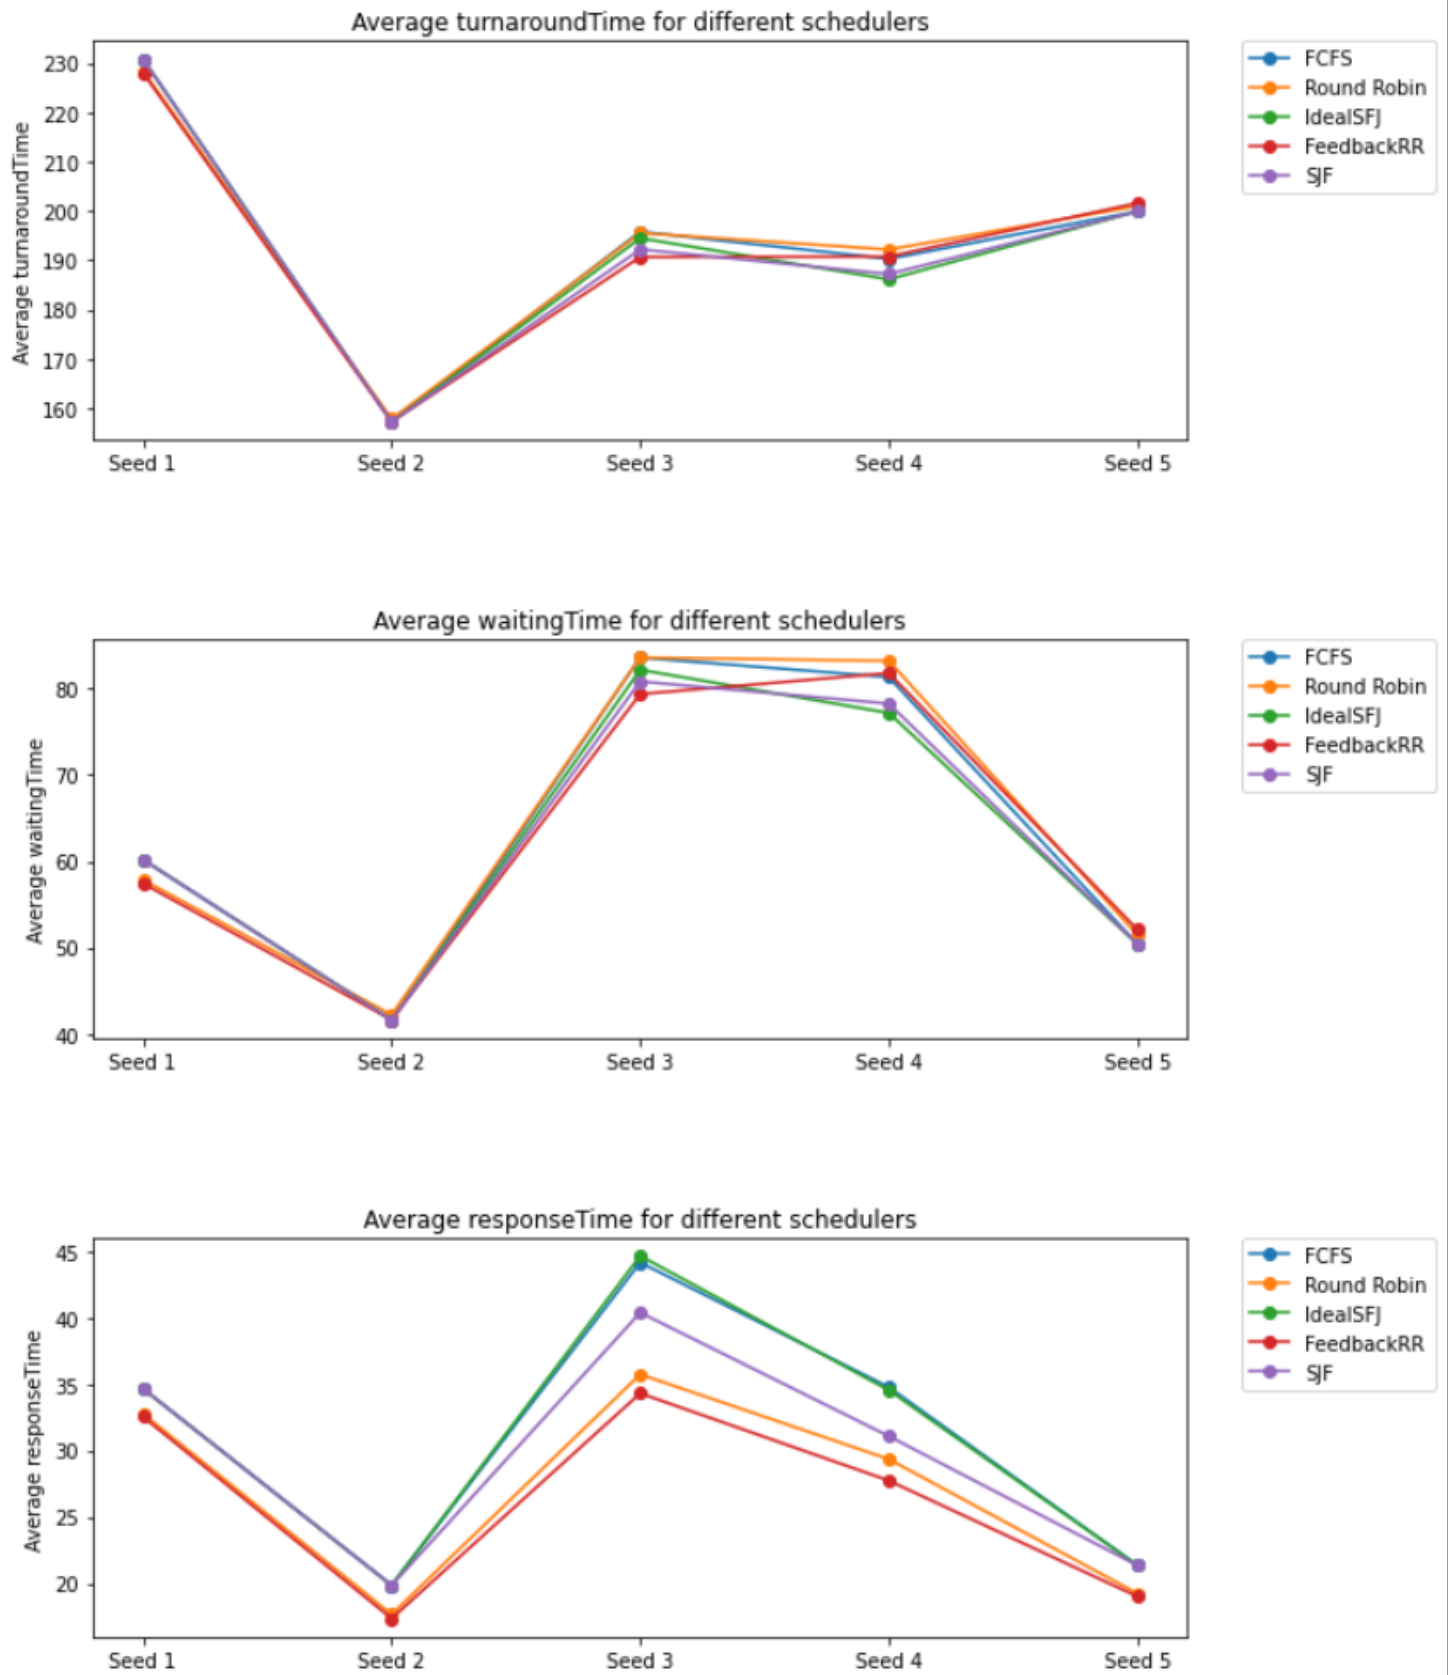 Average turnaroundTime for different schedulers
Average turnaroundTime
230
220
210
200
190
180
170
160
Seed 1
Seed 2
Seed 3
Seed 4
Seed 5
FCFS
Round Robin
IdealSFJ
FeedbackRR
SJF
Average waitingTime for different schedulers
Average waitingTime
80
70
60
50
40
Seed 1
Seed 2
Seed 3
Seed 4
Seed 5
FCFS
Round Robin
IdealSFJ
FeedbackRR
SJF
Average responseTime for different schedulers
Average responseTime
45
40
35
30
25
20
Seed 1
Seed 2
Seed 3
Seed 4
Seed 5
FCFS
Round Robin
IdealSFJ
FeedbackRR
SJF